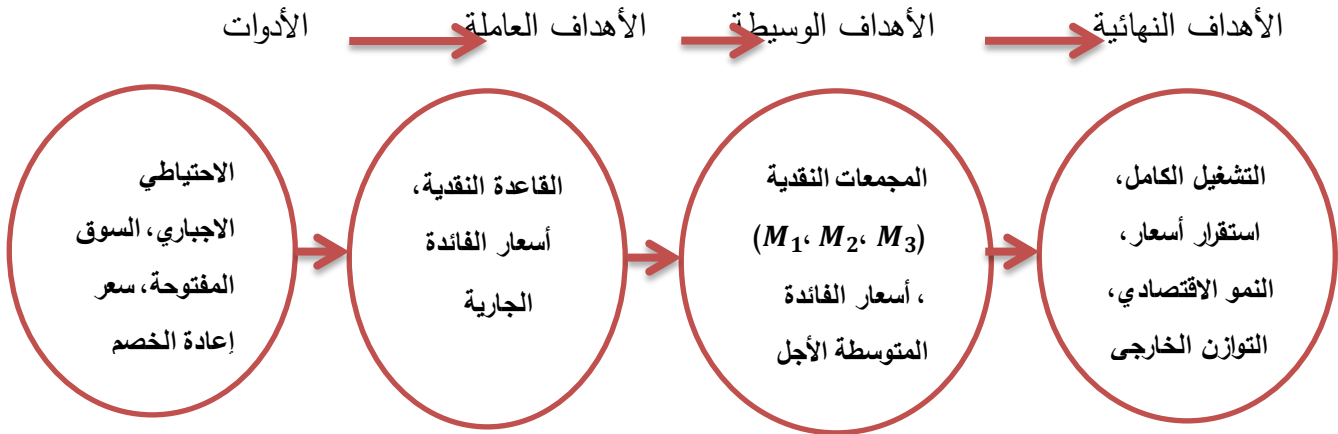 الأدوات
الأهداف العاملة
الأهداف الوسيطة
الأهداف النهائية
الاحتياطي
الاجباري، السوق
المفتوحة، سعر
إعادة الخصم
القاعدة النقدية،
أسعار الفائدة
الجارية
المجمعات النقدية
(M₁، M₂، M₃)
، أسعار الفائدة
المتوسطة الأجل
التشغيل الكامل،
استقرار أسعار،
النمو الاقتصادي،
التوازن الخارجي